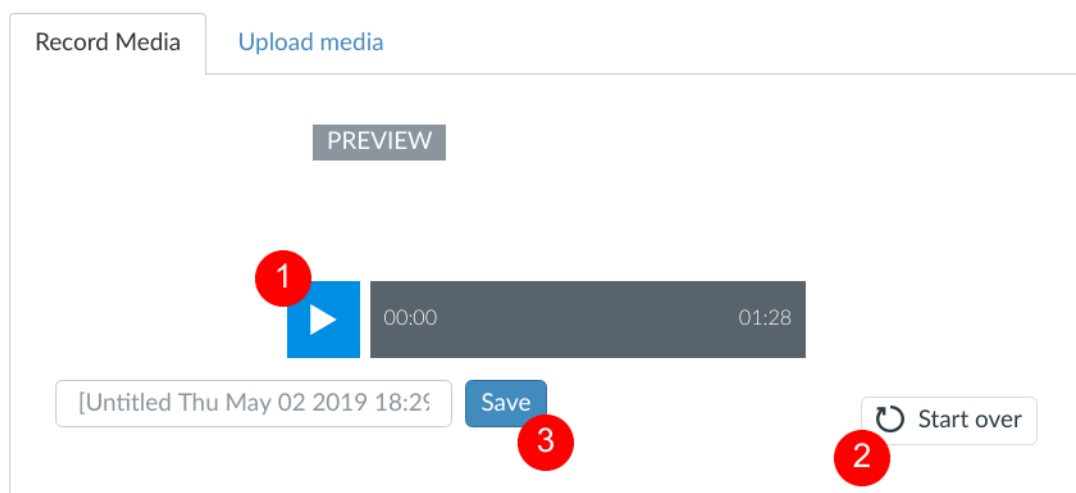 Record Media
Upload media
PREVIEW
1
00:00
01:28
[Untitled Thu May 02 2019 18:29
Save
Start over
3
2